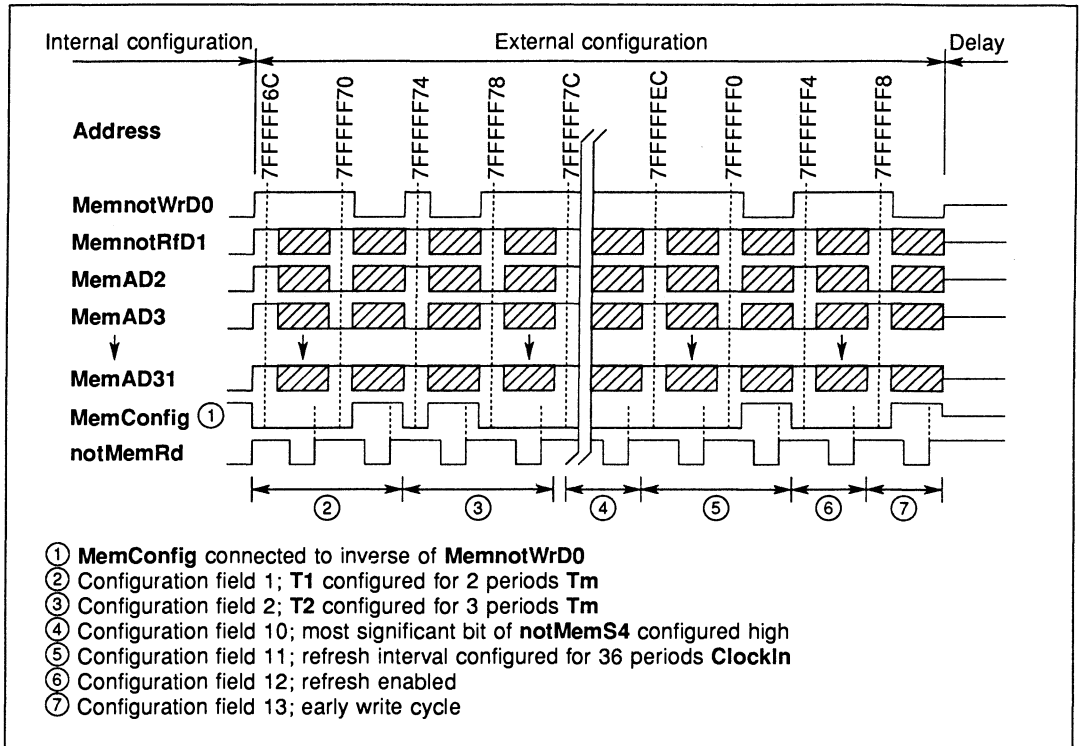 Internal configuration External configuration Delay
Address 7FFFFF6C 7FFFFF70 7FFFFF74 7FFFFF78 7FFFFF7C 7FFFFFEC 7FFFFFF0 7FFFFFF4 7FFFFFF8
MemnotWrD0
MemnotRfD1
MemAD2
MemAD3
MemAD31
MemConfig ①
notMemRd
② ③ ④ ⑤ ⑥ ⑦
① MemConfig connected to inverse of MemnotWrD0
② Configuration field 1; T1 configured for 2 periods Tm
③ Configuration field 2; T2 configured for 3 periods Tm
④ Configuration field 10; most significant bit of notMemS4 configured high
⑤ Configuration field 11; refresh interval configured for 36 periods ClockIn
⑥ Configuration field 12; refresh enabled
⑦ Configuration field 13; early write cycle